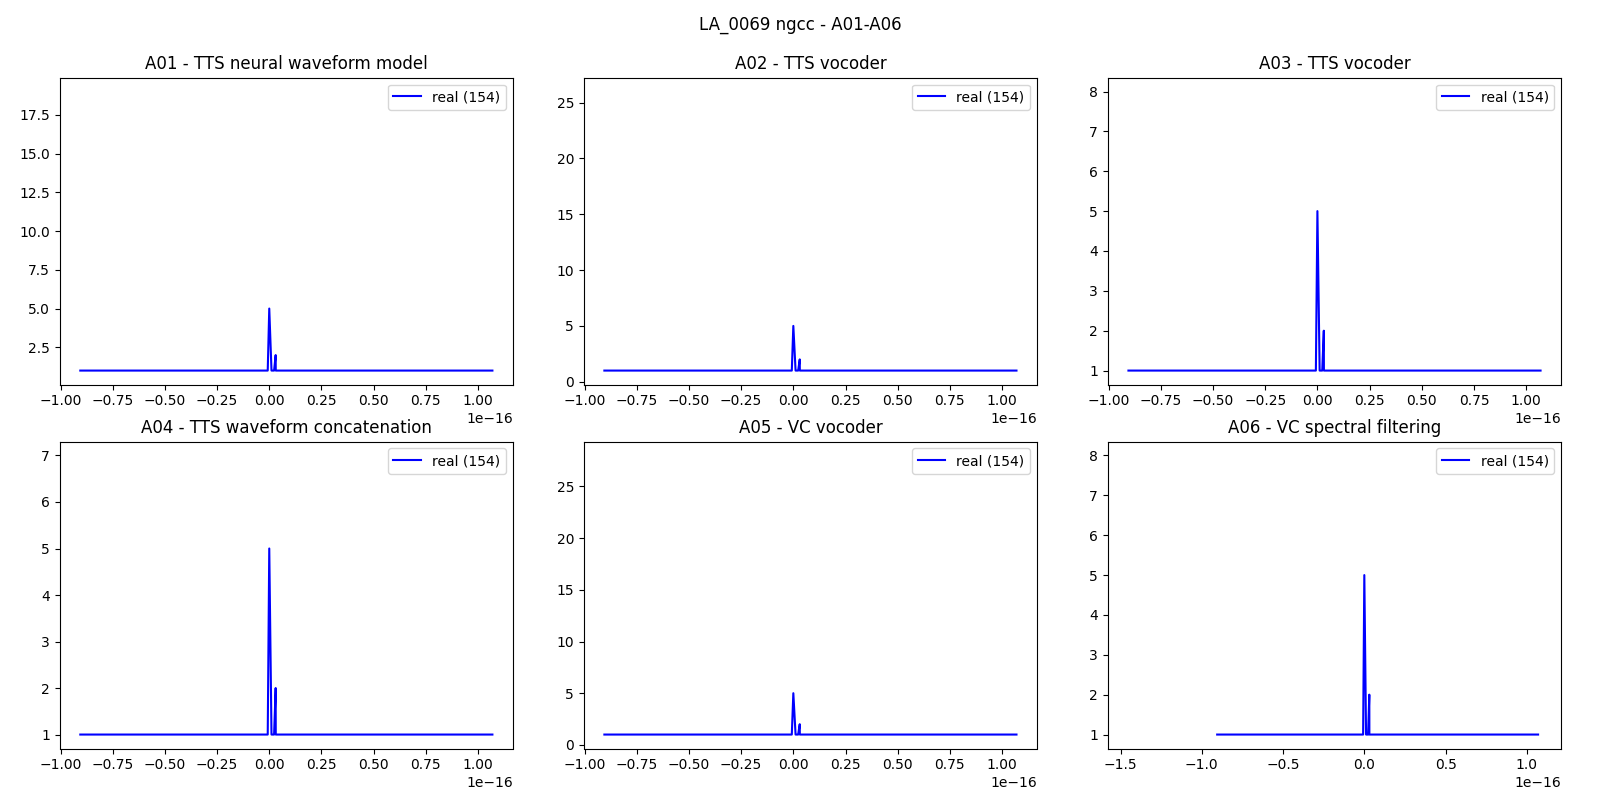 LA_0069 ngcc - A01-A06
A01 - TTS neural waveform model
real (154)
17.5
15.0
12.5
10.0
7.5
5.0
2.5
−1.00 −0.75 −0.50 −0.25 0.00 0.25 0.50 0.75 1.00
1e−16
A02 - TTS vocoder
real (154)
25
20
15
10
5
0
−1.00 −0.75 −0.50 −0.25 0.00 0.25 0.50 0.75 1.00
1e−16
A03 - TTS vocoder
real (154)
8
7
6
5
4
3
2
1
−1.00 −0.75 −0.50 −0.25 0.00 0.25 0.50 0.75 1.00
1e−16
A04 - TTS waveform concatenation
real (154)
7
6
5
4
3
2
1
−1.00 −0.75 −0.50 −0.25 0.00 0.25 0.50 0.75 1.00
1e−16
A05 - VC vocoder
real (154)
25
20
15
10
5
0
−1.00 −0.75 −0.50 −0.25 0.00 0.25 0.50 0.75 1.00
1e−16
A06 - VC spectral filtering
real (154)
8
7
6
5
4
3
2
1
−1.5 −1.0 −0.5 0.0 0.5 1.0
1e−16